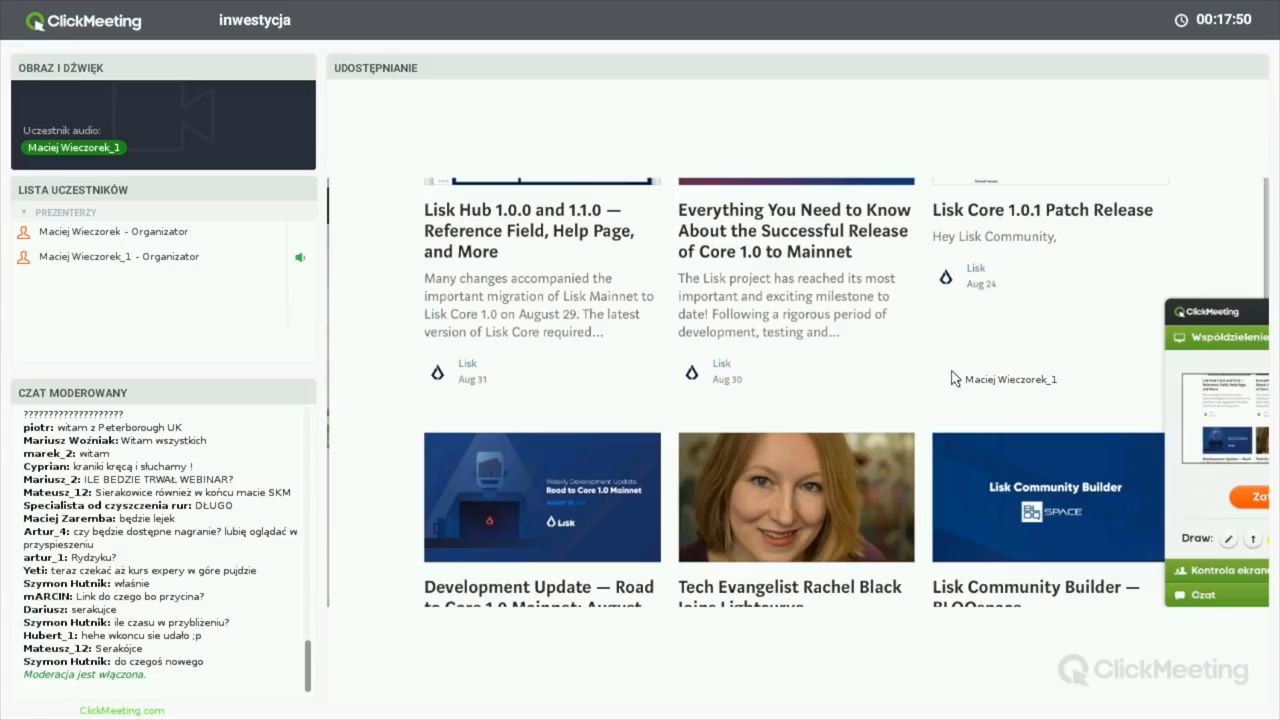 ClickMeeting
inwestycja
00:17:50
OBRAZ I DŹWIĘK
Uczestnik audio:
Maciej Wieczorek_1
LISTA UCZESTNIKÓW
PREZENTERZY
Maciej Wieczorek - Organizator
Maciej Wieczorek_1 - Organizator
CZAT MODEROWANY
????????????????????
piotr: witam z Peterborough UK
Mariusz Woźniak: Witam wszystkich
marek_2: witam
Cyprian: kraniki kręcą i słuchamy !
Mariusz_2: ILE BEDZIE TRWAŁ WEBINAR?
Mateusz_12: Sierakowice również w końcu macie SKM
Specialista od czyszczenia rur: DŁUGO
Maciej Zaremba: będzie lejek
Artur_4: czy będzie dostępne nagranie? lubię oglądać w
przyspieszeniu
artur_1: Rydzyku?
Yeti: teraz czekać aż kurs expery w góre pujdzie
Szymon Hutnik: właśnie
mARCIN: Link do czego bo przycina?
Dariusz: serakujce
Szymon Hutnik: ile czasu w przybliżeniu?
Hubert_1: hehe wkoncu sie udało ;p
Mateusz_12: Serakójce
Szymon Hutnik: do czegoś nowego
Moderacja jest włączona.
ClickMeeting.com
UDOSTĘPNIANIE
Lisk Hub 1.0.0 and 1.1.0 —
Reference Field, Help Page,
and More
Many changes accompanied the
important migration of Lisk Mainnet to
Lisk Core 1.0 on August 29. The latest
version of Lisk Core required...
Lisk
Aug 31
Everything You Need to Know
About the Successful Release
of Core 1.0 to Mainnet
The Lisk project has reached its most
important and exciting milestone to
date! Following a rigorous period of
development, testing and...
Lisk
Aug 30
Lisk Core 1.0.1 Patch Release
Hey Lisk Community,
Lisk
Aug 24
Maciej Wieczorek_1
Weekly Development Update
Road to Core 1.0 Mainnet
Lisk
Development Update — Road
to Core 1.0 Mainnet: August
Tech Evangelist Rachel Black
Joins Lightcurve
Lisk Community Builder
SPACE
Lisk Community Builder —
BLOQspace
ClickMeeting
Współdzielenie
Draw:
Kontrola ekranu
Czat
ClickMeeting